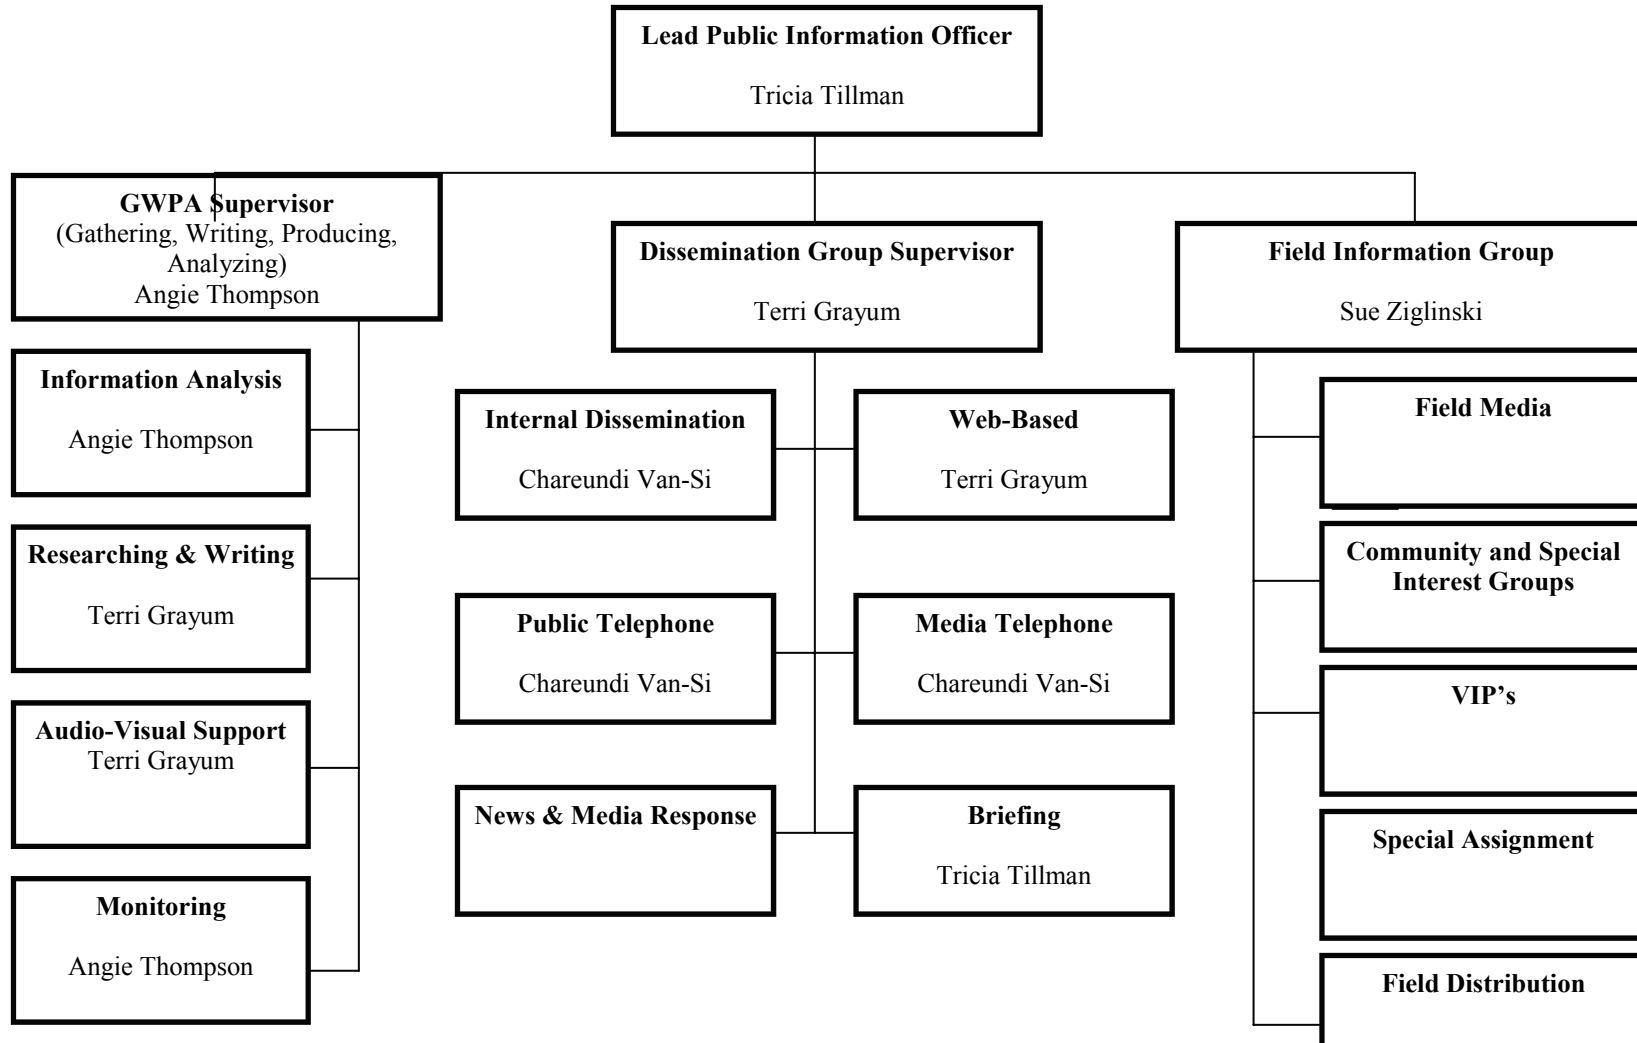 Lead Public Information Officer
Tricia Tillman
GWPA Supervisor
(Gathering, Writing, Producing,
Analyzing)
Angie Thompson
Dissemination Group Supervisor
Terri Grayum
Field Information Group
Sue Ziglinski
Information Analysis
Angie Thompson
Researching & Writing
Terri Grayum
Audio-Visual Support
Terri Grayum
Monitoring
Angie Thompson
Internal Dissemination
Chareundi Van-Si
Web-Based
Terri Grayum
Public Telephone
Chareundi Van-Si
Media Telephone
Chareundi Van-Si
News & Media Response
Briefing
Tricia Tillman
Field Media
Community and Special
Interest Groups
VIP’s
Special Assignment
Field Distribution